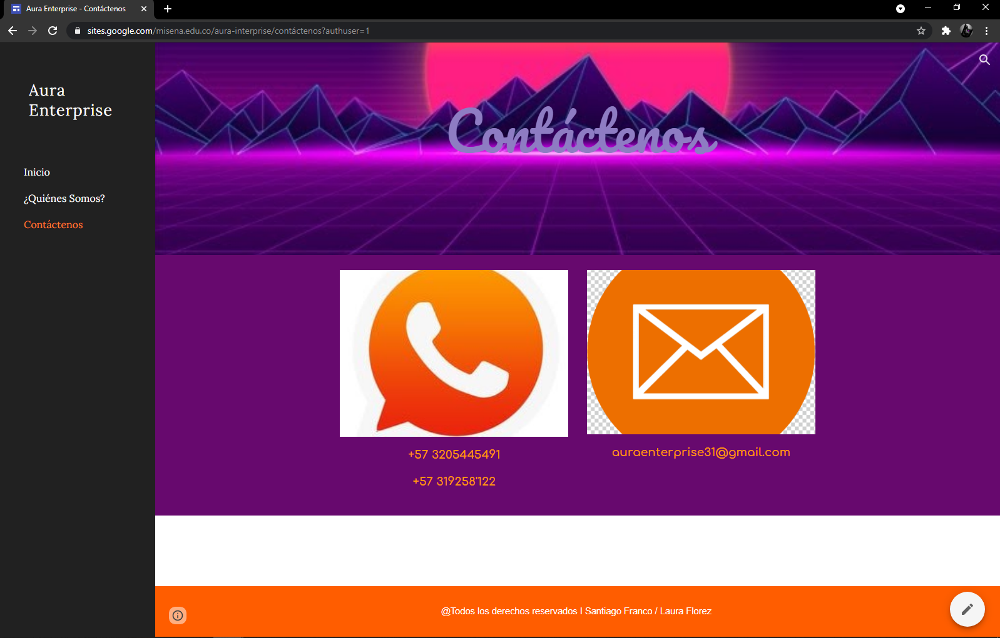 Aura Enterprise - Contáctenos
sites.google.com/misena.edu.co/aura-interprise/contáctenos?authuser=1
Aura
Enterprise
Inicio
¿Quiénes Somos?
Contáctenos
Contáctenos
+57 3205445491
+57 319258'122
auraenterprise31@gmail.com
@Todos los derechos reservados I Santiago Franco / Laura Florez